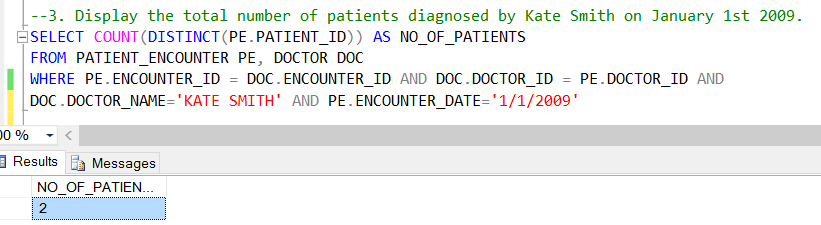 --3. Display the total number of patients diagnosed by Kate Smith on January 1st 2009.
SELECT COUNT(DISTINCT(PE.PATIENT_ID)) AS NO_OF_PATIENTS
FROM PATIENT_ENCOUNTER PE, DOCTOR DOC
WHERE PE.ENCOUNTER_ID = DOC.ENCOUNTER_ID AND DOC.DOCTOR_ID = PE.DOCTOR_ID AND
DOC.DOCTOR_NAME='KATE SMITH' AND PE.ENCOUNTER_DATE='1/1/2009'
00 %
Results Messages
NO_OF_PATIEN...
2